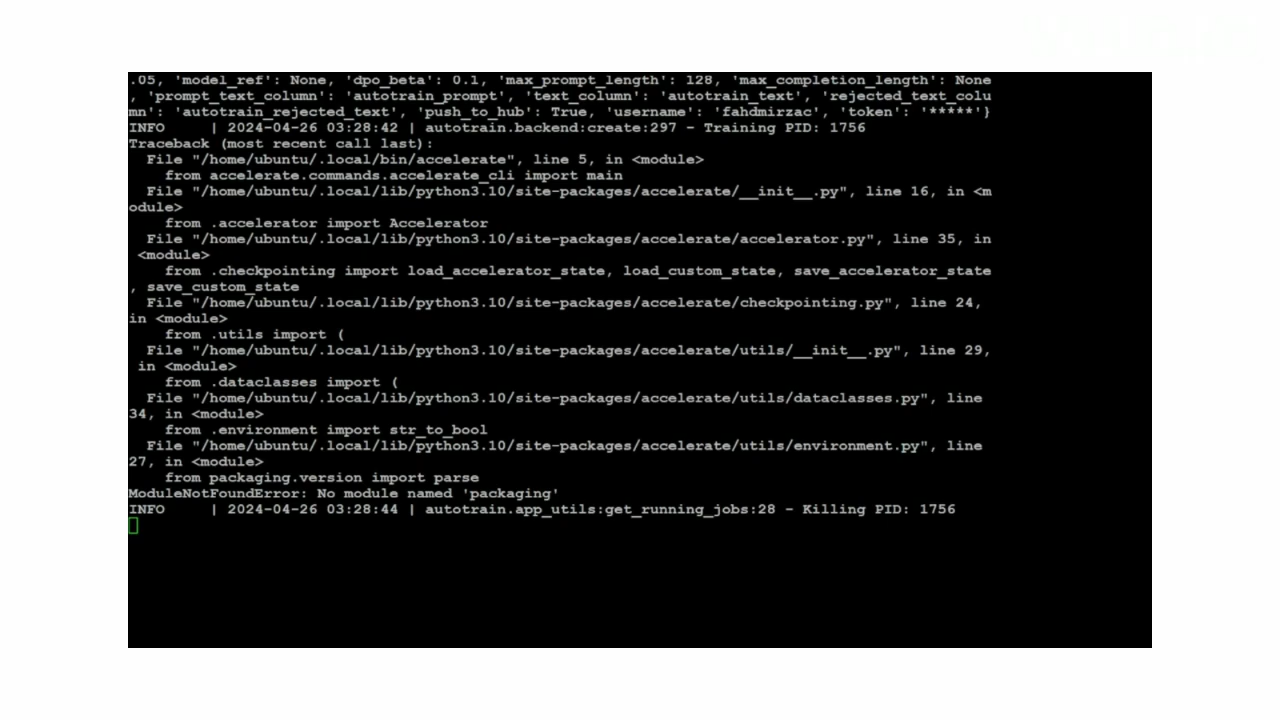 .05, 'model_ref': None, 'dpo_beta': 0.1, 'max_prompt_length': 128, 'max_completion_length': None
, 'prompt_text_column': 'autotrain_prompt', 'text_column': 'autotrain_text', 'rejected_text_colu
mn': 'autotrain_rejected_text', 'push_to_hub': True, 'username': 'fahdmirzac', 'token': '*****'}
INFO     | 2024-04-26 03:28:42 | autotrain.backend:create:297 - Training PID: 1756
Traceback (most recent call last):
  File "/home/ubuntu/.local/bin/accelerate", line 5, in <module>
    from accelerate.commands.accelerate_cli import main
  File "/home/ubuntu/.local/lib/python3.10/site-packages/accelerate/__init__.py", line 16, in <m
odule>
    from .accelerator import Accelerator
  File "/home/ubuntu/.local/lib/python3.10/site-packages/accelerate/accelerator.py", line 35, in
 <module>
    from .checkpointing import load_accelerator_state, load_custom_state, save_accelerator_state
, save_custom_state
  File "/home/ubuntu/.local/lib/python3.10/site-packages/accelerate/checkpointing.py", line 24,
in <module>
    from .utils import (
  File "/home/ubuntu/.local/lib/python3.10/site-packages/accelerate/utils/__init__.py", line 29,
 in <module>
    from .dataclasses import (
  File "/home/ubuntu/.local/lib/python3.10/site-packages/accelerate/utils/dataclasses.py", line
34, in <module>
    from .environment import str_to_bool
  File "/home/ubuntu/.local/lib/python3.10/site-packages/accelerate/utils/environment.py", line
27, in <module>
    from packaging.version import parse
ModuleNotFoundError: No module named 'packaging'
INFO     | 2024-04-26 03:28:44 | autotrain.app_utils:get_running_jobs:28 - Killing PID: 1756